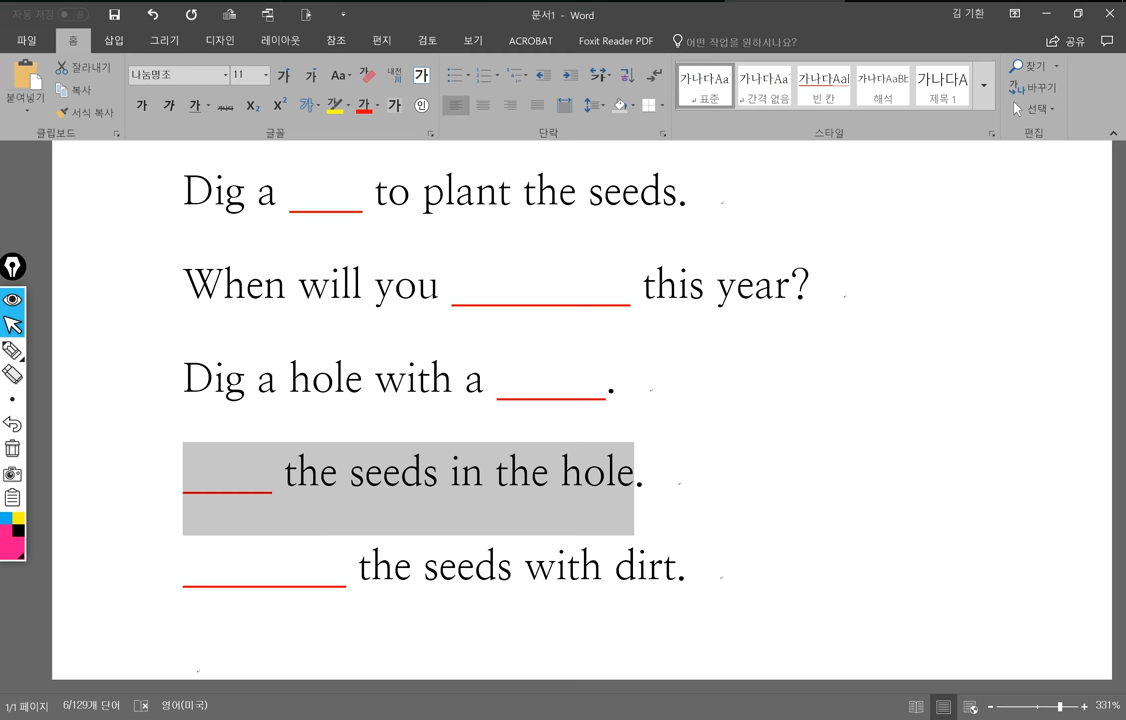 자동 저장
문서1 - Word
김 기환
파일 홈 삽입 그리기 디자인 레이아웃 참조 편지 검토 보기 ACROBAT Foxit Reader PDF 어떤 작업을 원하시나요? 공유
붙여넣기
잘라내기
복사
서식 복사
클립보드
나눔명조 11
글꼴
단락
가나다Aa 표준
가나다Aa 간격 없음
가나다Aal 빈 칸
가나다AaBb 해석
가나다A 제목 1
스타일
찾기
바꾸기
선택
편집
Dig a ____ to plant the seeds.
When will you __________ this year?
Dig a hole with a ______.
_____ the seeds in the hole.
_________ the seeds with dirt.
1/1 페이지 6/129개 단어 영어(미국) 331%